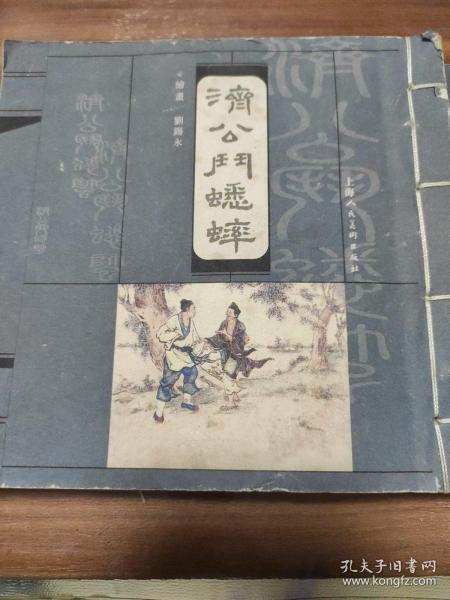 濟公鬥蟋蟀
繪畫 劉錫永
上海人民美術出版社
孔夫子旧书网
www.kongfz.com